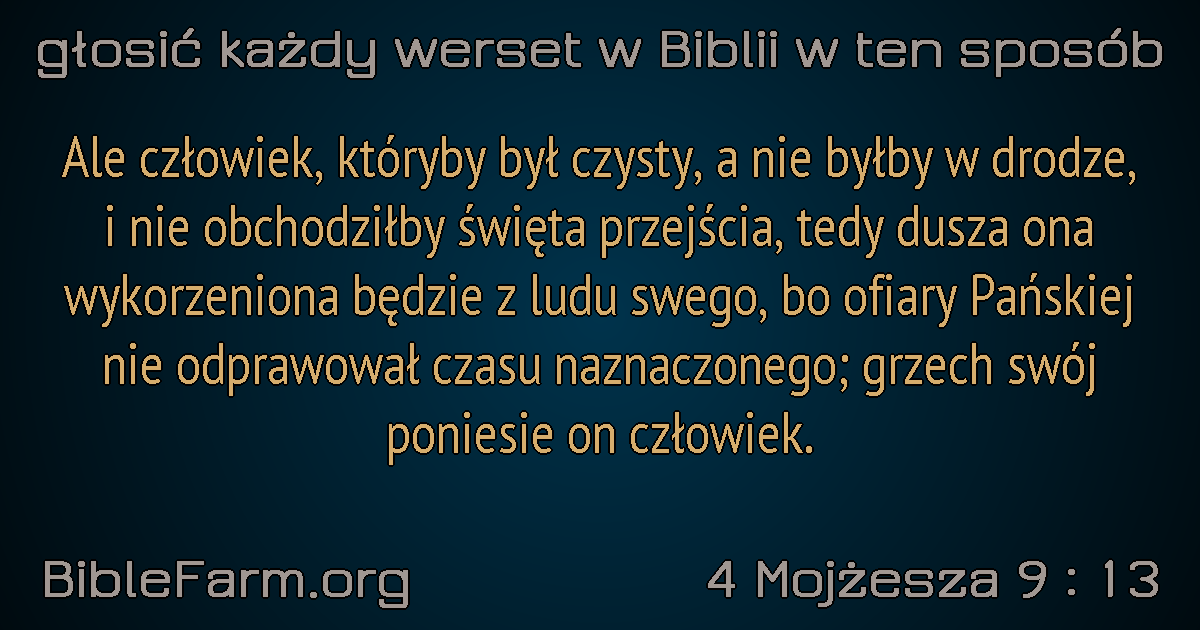 głosić każdy werset w Biblii w ten sposób
Ale człowiek, któryby był czysty, a nie byłby w drodze,
i nie obchodziłby święta przejścia, tedy dusza ona
wykorzeniona będzie z ludu swego, bo ofiary Pańskiej
nie odprawował czasu naznaczonego; grzech swój
poniesie on człowiek.
BibleFarm.org
4 Mojżesza 9 : 13